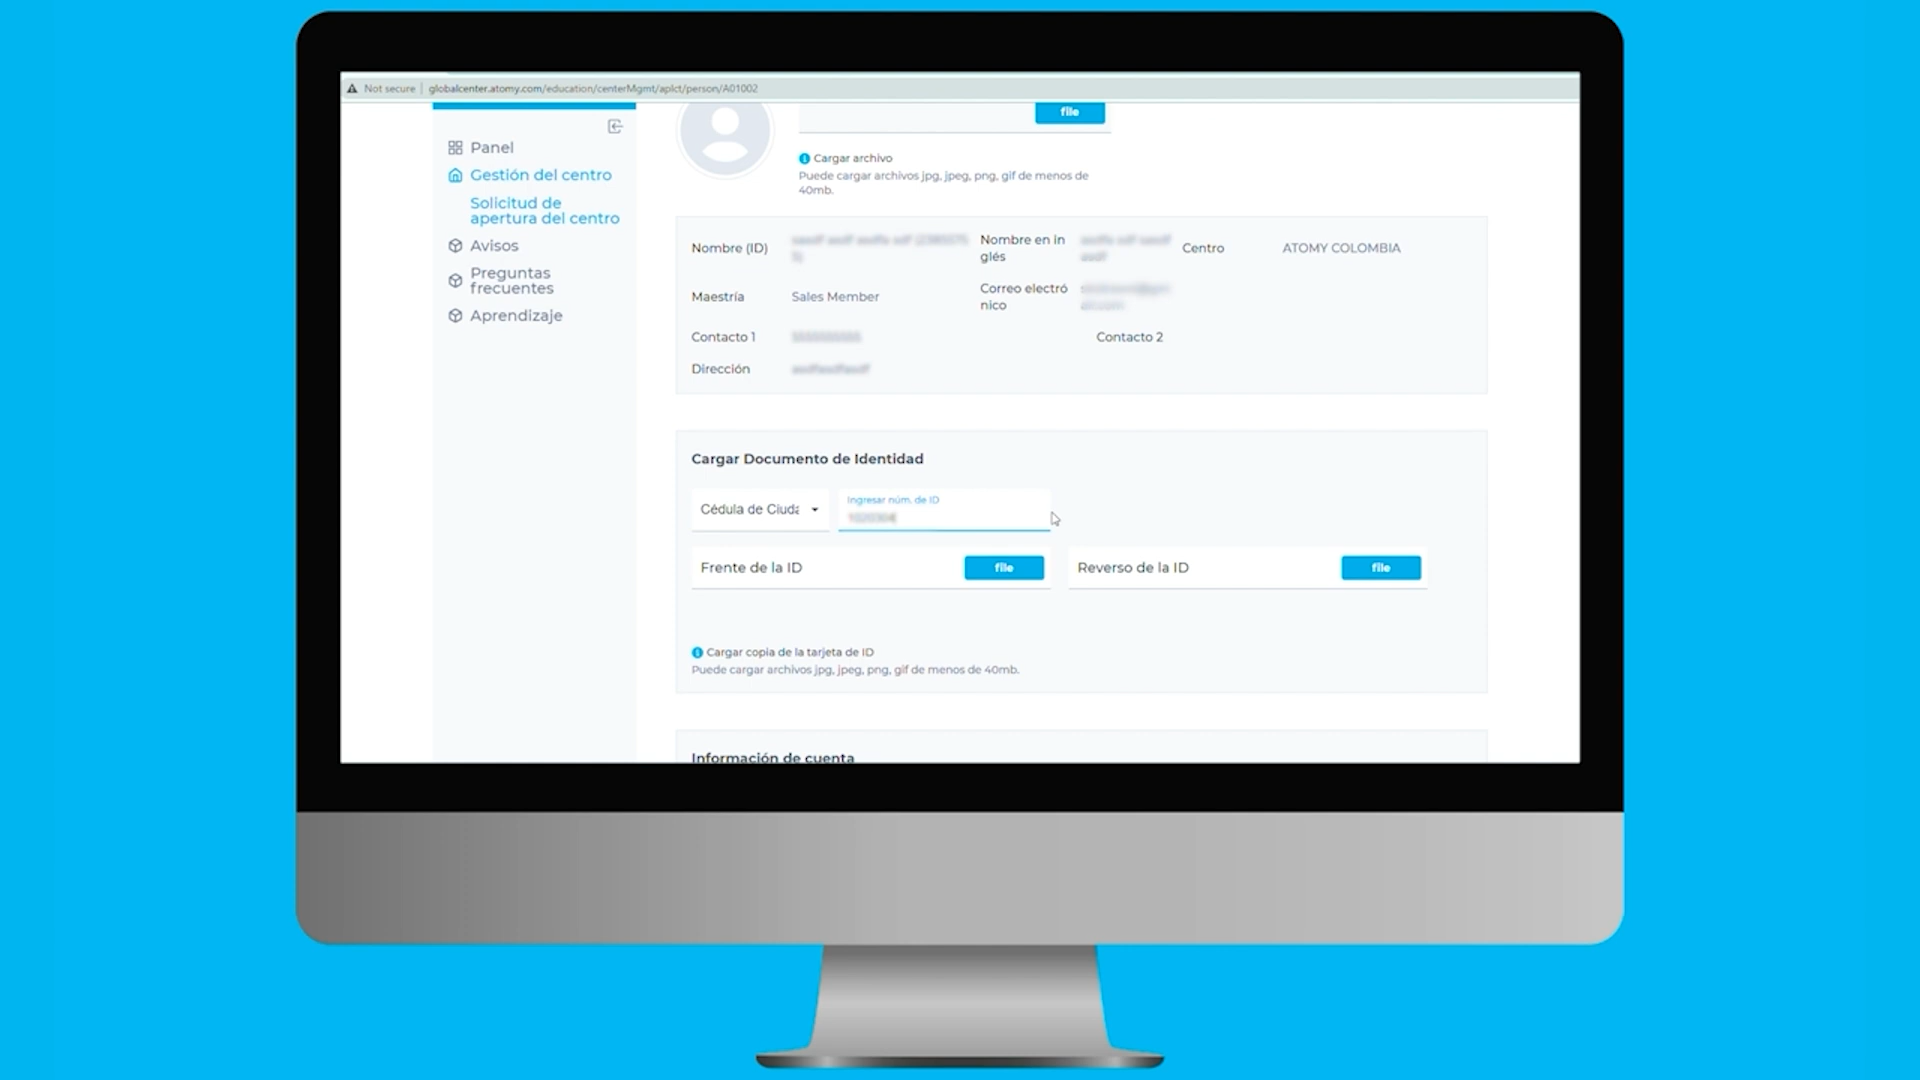 Not secure | globalcenter.atomy.com/education/centerMgmt/aplct/person/A01002
Panel
Gestión del centro
Solicitud de
apertura del centro
Avisos
Preguntas
frecuentes
Aprendizaje
file
Cargar archivo
Puede cargar archivos jpg, jpeg, png, gif de menos de
40mb.
Nombre (ID)
Nombre en in
glés
Centro
ATOMY COLOMBIA
Maestría
Sales Member
Correo electró
nico
Contacto 1
Contacto 2
Dirección
Cargar Documento de Identidad
Cédula de Ciuda
Ingresar núm. de ID
Frente de la ID
file
Reverso de la ID
file
Cargar copia de la tarjeta de ID
Puede cargar archivos jpg, jpeg, png, gif de menos de 40mb.
Información de cuenta